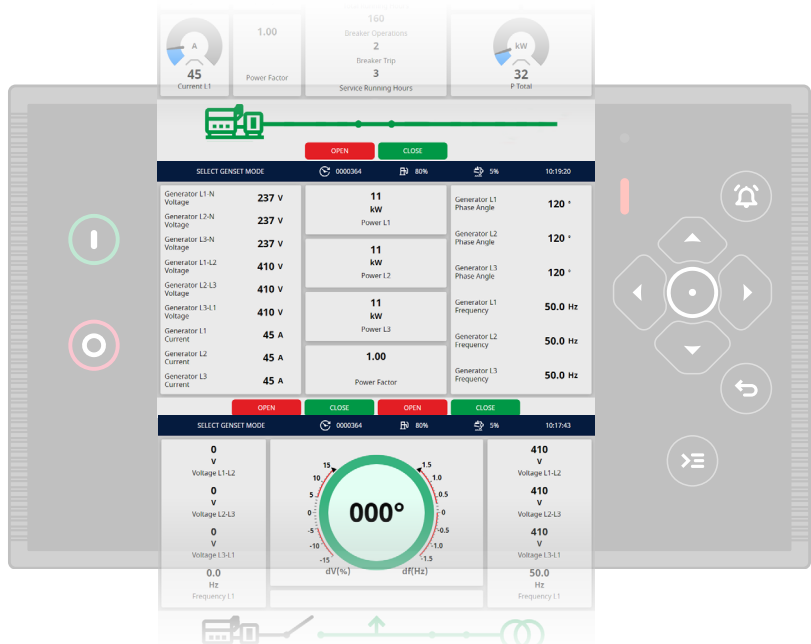 160
Breaker Operations
2
Breaker Trip
3
Service Running Hours
A
45
Current L1
1.00
Power Factor
kW
32
P Total
OPEN CLOSE
SELECT GENSET MODE 0000364 80% 5% 10:19:20
Generator L1-N
Voltage
237 V
Generator L2-N
Voltage
237 V
Generator L3-N
Voltage
237 V
Generator L1-L2
Voltage
410 V
Generator L2-L3
Voltage
410 V
Generator L3-L1
Voltage
410 V
Generator L1
Current
45 A
Generator L2
Current
45 A
Generator L3
Current
45 A
11
kW
Power L1
11
kW
Power L2
11
kW
Power L3
1.00
Power Factor
Generator L1
Phase Angle
120 °
Generator L2
Phase Angle
120 °
Generator L3
Phase Angle
120 °
Generator L1
Frequency
50.0 Hz
Generator L2
Frequency
50.0 Hz
Generator L3
Frequency
50.0 Hz
OPEN CLOSE OPEN CLOSE
SELECT GENSET MODE 0000364 80% 5% 10:17:43
0
V
Voltage L1-L2
0
V
Voltage L2-L3
0
V
Voltage L3-L1
0.0
Hz
Frequency L1
15
10
5
0
-5
-10
-15
dV(%)
000°
1.5
1.0
0.5
0
-0.5
-1.0
-1.5
df(Hz)
410
V
Voltage L1-L2
410
V
Voltage L2-L3
410
V
Voltage L3-L1
50.0
Hz
Frequency L1